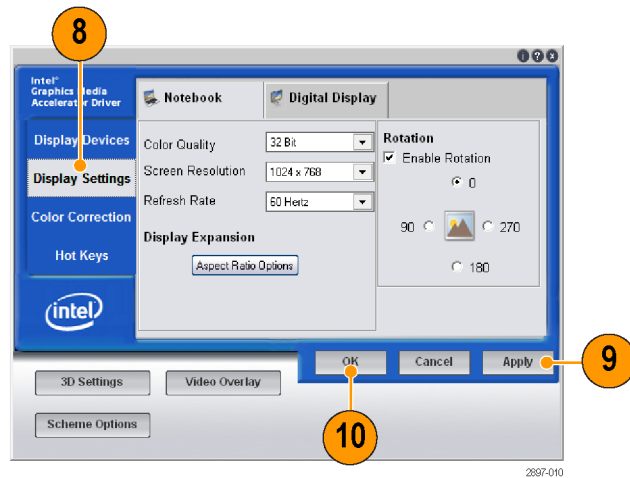 8
Intel®
Graphics Media
Accelerator Driver
Notebook
Digital Display
Display Devices
Display Settings
Color Correction
Hot Keys
intel
Color Quality
32 Bit
Screen Resolution
1024 x 768
Refresh Rate
60 Hertz
Display Expansion
Aspect Ratio Options
Rotation
Enable Rotation
0
90
270
180
OK
Cancel
Apply
9
3D Settings
Video Overlay
Scheme Options
10
2897-010